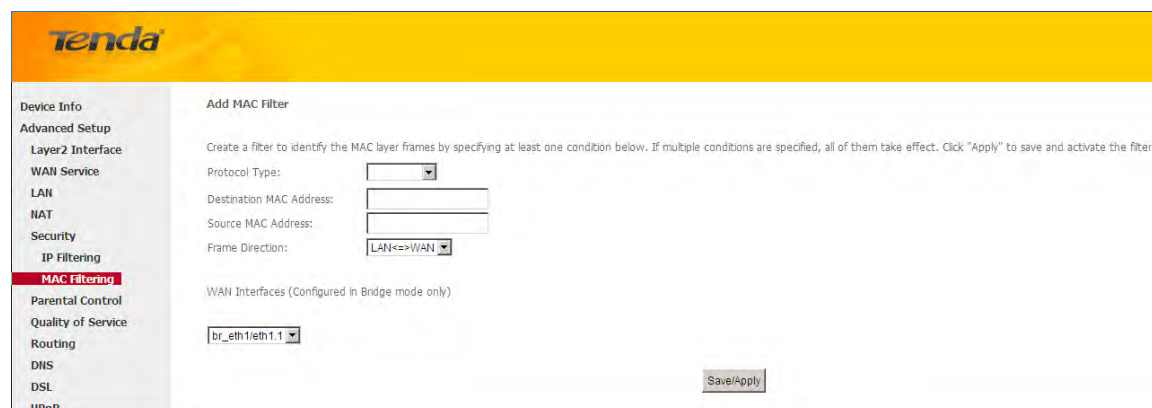 Tenda
Device Info
Advanced Setup
Layer2 Interface
WAN Service
LAN
NAT
Security
IP Filtering
MAC Filtering
Parental Control
Quality of Service
Routing
DNS
DSL
UPnP
Add MAC Filter
Create a filter to identify the MAC layer frames by specifying at least one condition below. If multiple conditions are specified, all of them take effect. Click "Apply" to save and activate the filter
Protocol Type:
Destination MAC Address:
Source MAC Address:
Frame Direction: LAN<=>WAN
WAN Interfaces (Configured in Bridge mode only)
br_eth1/eth1.1
Save/Apply